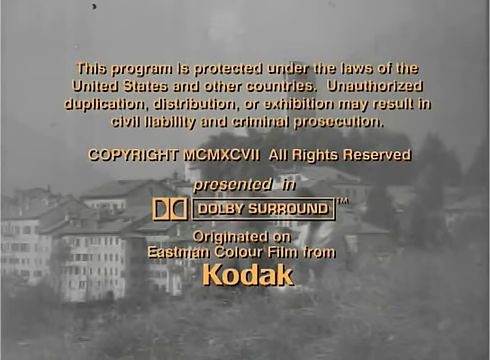 This program is protected under the laws of the
United States and other countries. Unauthorized
duplication, distribution, or exhibition may result in
civil liability and criminal prosecution.
COPYRIGHT MCMXCVII All Rights Reserved
presented in
DOLBY SURROUND™
Originated on
Eastman Colour Film from
Kodak